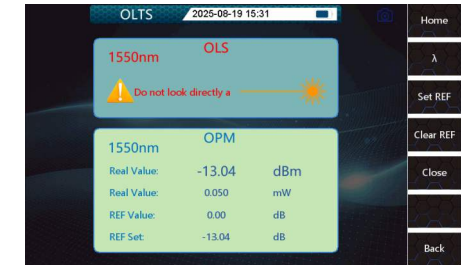 OLTS 2025-08-19 15:31
OLS
1550nm
Do not look directly a
OPM
1550nm
Real Value: -13.04 dBm
Real Value: 0.050 mW
REF Value: 0.00 dB
REF Set: -13.04 dB
Home
λ
Set REF
Clear REF
Close
Back